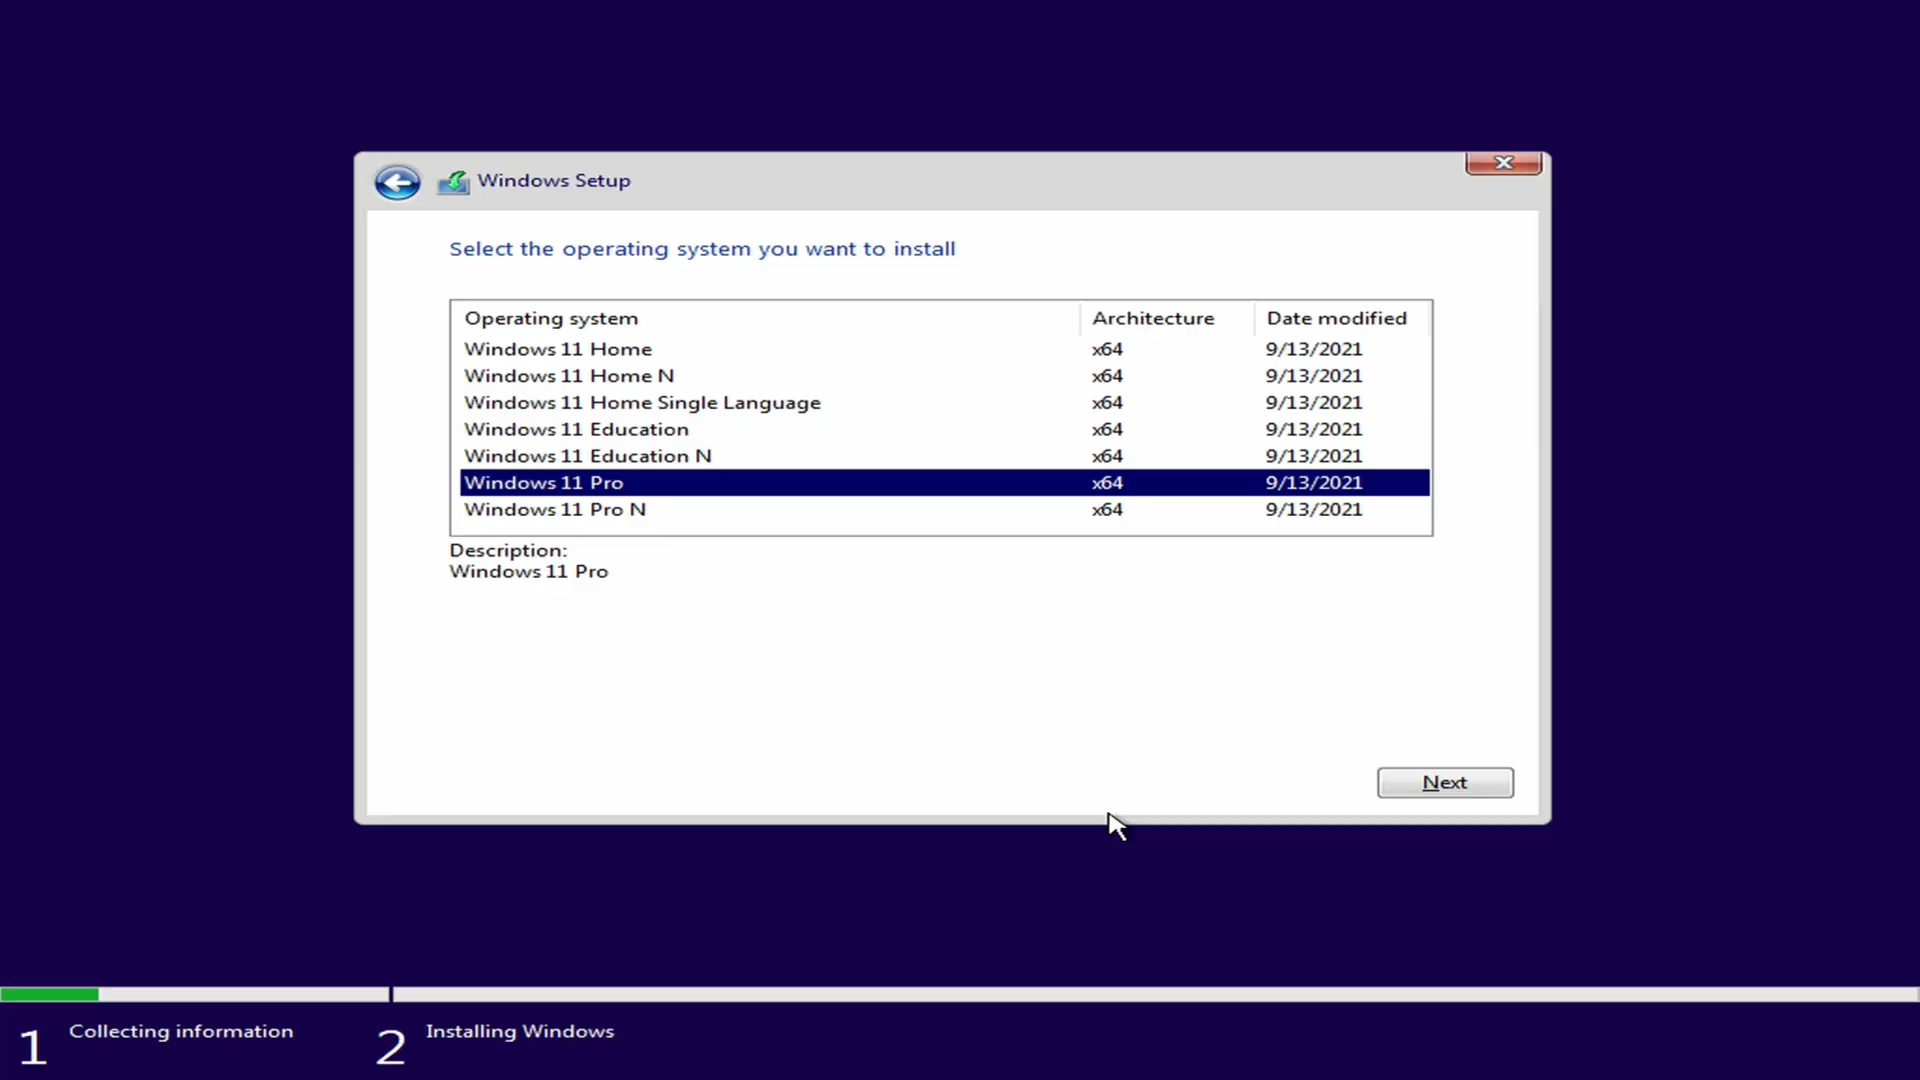 Windows Setup
Select the operating system you want to install
Operating system Architecture Date modified
Windows 11 Home x64 9/13/2021
Windows 11 Home N x64 9/13/2021
Windows 11 Home Single Language x64 9/13/2021
Windows 11 Education x64 9/13/2021
Windows 11 Education N x64 9/13/2021
Windows 11 Pro x64 9/13/2021
Windows 11 Pro N x64 9/13/2021
Description:
Windows 11 Pro
Next
1 Collecting information 2 Installing Windows